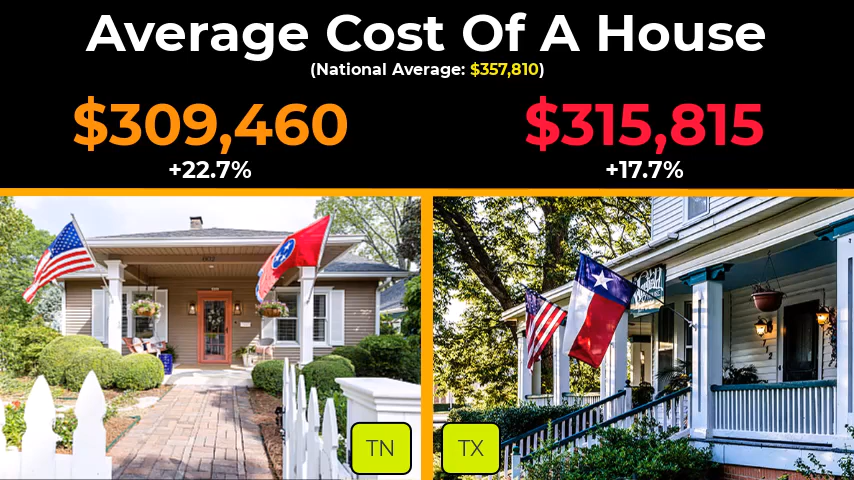 Average Cost Of A House
(National Average: $357,810)
$309,460
$315,815
+22.7%
+17.7%
TN
TX